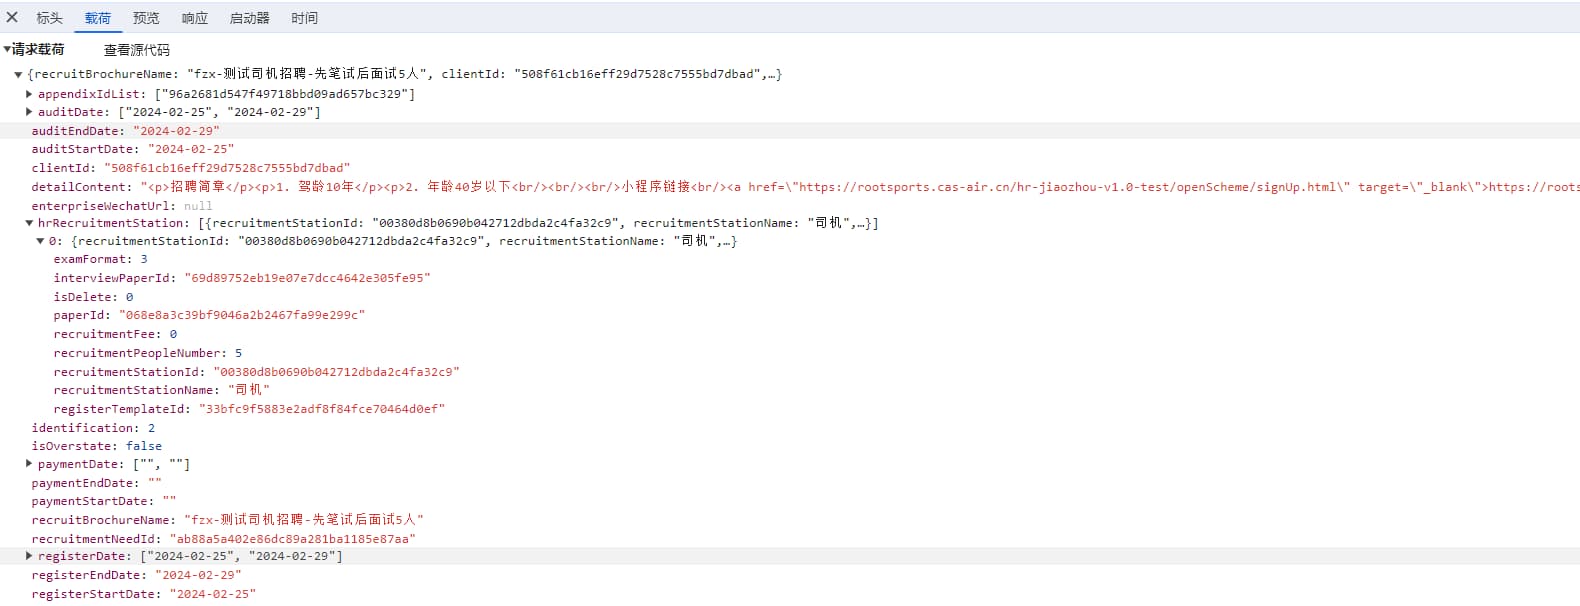 标头 载荷 预览 响应 启动器 时间
请求载荷 查看源代码
{recruitBrochureName: "fzx-测试司机招聘-先笔试后面试5人", clientId: "508f61cb16eff29d7528c7555bd7dbad",…}
appendixIdList: ["96a2681d547f49718bbd09ad657bc329"]
auditDate: ["2024-02-25", "2024-02-29"]
auditEndDate: "2024-02-29"
auditStartDate: "2024-02-25"
clientId: "508f61cb16eff29d7528c7555bd7dbad"
detailContent: "<p>招聘简章</p><p>1. 驾龄10年</p><p>2. 年龄40岁以下<br/><br/><br/>小程序链接<br/><a href=\"https://rootsports.cas-air.cn/hr-jiaozhou-v1.0-test/openScheme/signUp.html\" target=\"_blank\">https://roots
enterpriseWechatUrl: null
hrRecruitmentStation: [{recruitmentStationId: "00380d8b0690b042712dbda2c4fa32c9", recruitmentStationName: "司机",…}]
0: {recruitmentStationId: "00380d8b0690b042712dbda2c4fa32c9", recruitmentStationName: "司机",…}
examFormat: 3
interviewPaperId: "69d89752eb19e07e7dcc4642e305fe95"
isDelete: 0
paperId: "068e8a3c39bf9046a2b2467fa99e299c"
recruitmentFee: 0
recruitmentPeopleNumber: 5
recruitmentStationId: "00380d8b0690b042712dbda2c4fa32c9"
recruitmentStationName: "司机"
registerTemplateId: "33bfc9f5883e2adf8f84fce70464d0ef"
identification: 2
isOverstate: false
paymentDate: ["", ""]
paymentEndDate: ""
paymentStartDate: ""
recruitBrochureName: "fzx-测试司机招聘-先笔试后面试5人"
recruitmentNeedId: "ab88a5a402e86dc89a281ba1185e87aa"
registerDate: ["2024-02-25", "2024-02-29"]
registerEndDate: "2024-02-29"
registerStartDate: "2024-02-25"